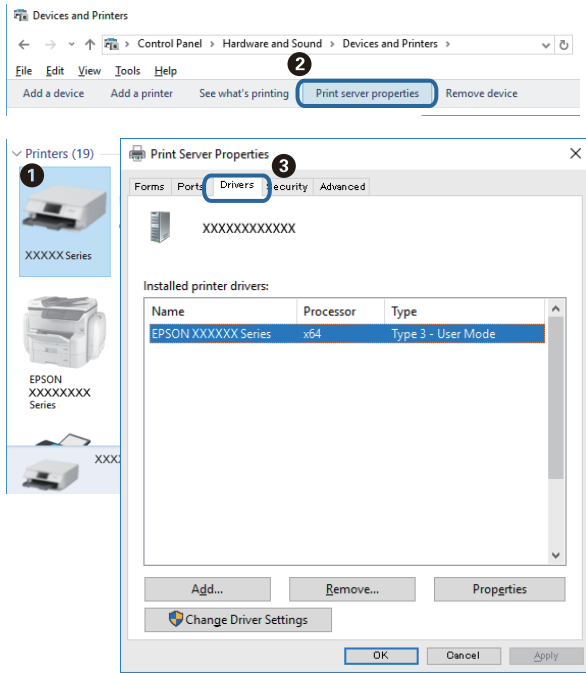 Devices and Printers
Control Panel > Hardware and Sound > Devices and Printers >
2
File Edit View Tools Help
Add a device Add a printer See what's printing Print server properties Remove device
Printers (19)
1
XXXXX Series
EPSON
XXXXXXXX
Series
XXX
Print Server Properties
3
Forms Ports Drivers ecurity Advanced
XXXXXXXXXXXX
Installed printer drivers:
Name Processor Type
EPSON XXXXXX Series x64 Type 3 - User Mode
Add... Remove... Properties
Change Driver Settings
OK Cancel Apply